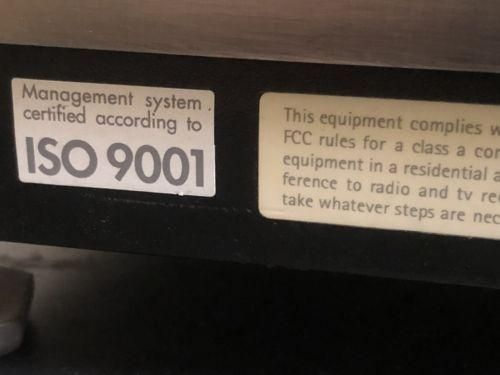 Management system
certified according to
ISO 9001
This equipment complies
FCC rules for a class a
equipment in a residential
ference to radio and tv
take whatever steps are